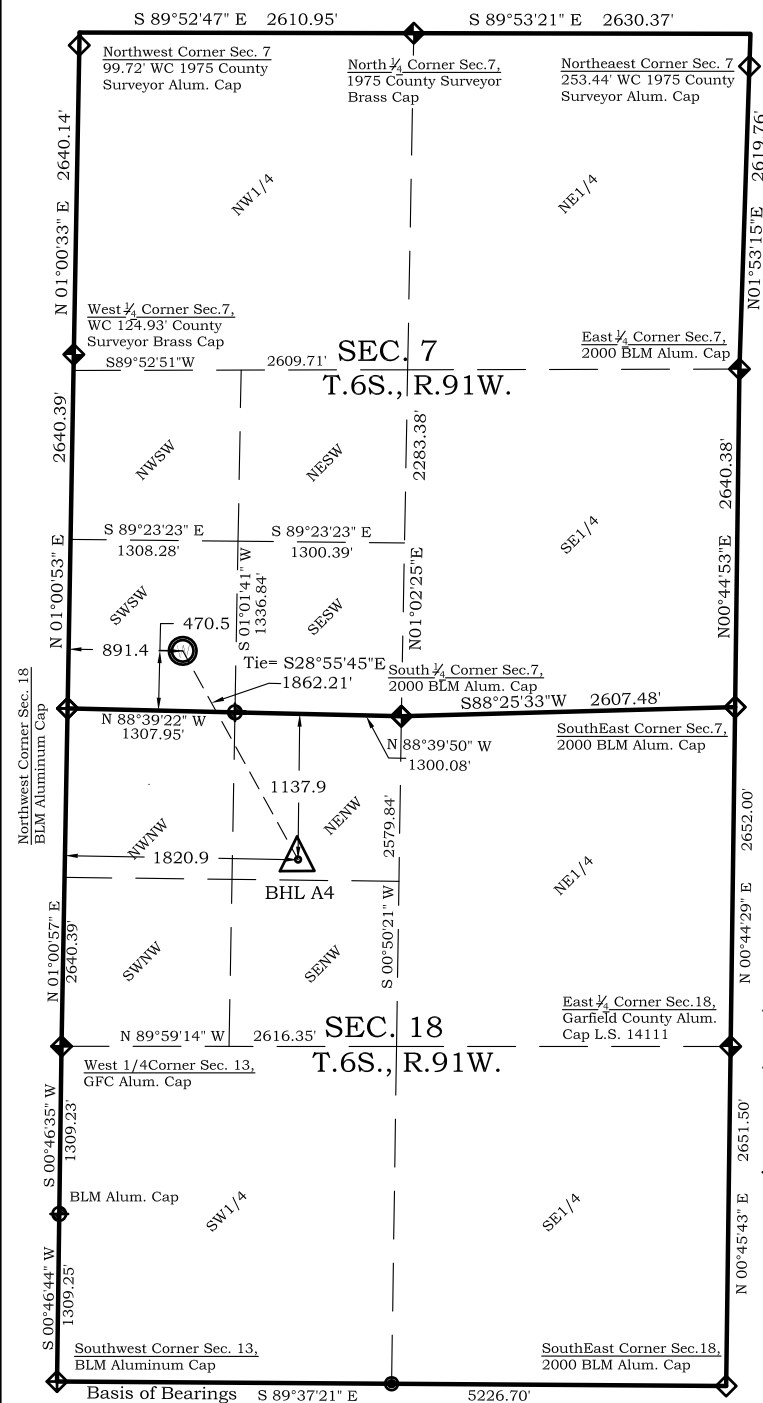 S 89°52'47" E 2610.95'
S 89°53'21" E 2630.37'
Northwest Corner Sec. 7
99.72' WC 1975 County
Surveyor Alum. Cap
North 1/4 Corner Sec.7,
1975 County Surveyor
Brass Cap
Northeaest Corner Sec. 7
253.44' WC 1975 County
Surveyor Alum. Cap
N 01°00'33" E 2640.14'
N01°53'15"E 2619.76'
NW1/4
NE1/4
West 1/4 Corner Sec.7,
WC 124.93' County
Surveyor Brass Cap
East 1/4 Corner Sec.7,
2000 BLM Alum. Cap
S89°52'51"W 2609.71'
SEC. 7
T.6S., R.91W.
N 01°00'53" E 2640.39'
NWSW
NESW
2283.38'
N01°02'25"E
SE1/4
N00°44'53"E 2640.38'
S 89°23'23" E
1308.28'
S 89°23'23" E
1300.39'
S 01°01'41" W
1336.84'
SWSW
SESW
470.5
891.4
Tie= S28°55'45"E
1862.21'
South 1/4 Corner Sec.7,
2000 BLM Alum. Cap
S88°25'33"W 2607.48'
Northwest Corner Sec. 18
BLM Aluminum Cap
N 88°39'22" W
1307.95'
N 88°39'50" W
1300.08'
SouthEast Corner Sec.7,
2000 BLM Alum. Cap
1137.9
NWNW
NENW
2579.84'
S 00°50'21" W
1820.9
BHL A4
NE1/4
N 00°44'29" E 2652.00'
N 01°00'57" E
2640.39'
SWNW
SENW
East 1/4 Corner Sec.18,
Garfield County Alum.
Cap L.S. 14111
N 89°59'14" W 2616.35'
SEC. 18
T.6S., R.91W.
West 1/4Corner Sec. 13,
GFC Alum. Cap
S 00°46'35" W
1309.23'
BLM Alum. Cap
SW1/4
SE1/4
N 00°45'43" E 2651.50'
S 00°46'44" W
1309.25'
Southwest Corner Sec. 13,
BLM Aluminum Cap
SouthEast Corner Sec.18,
2000 BLM Alum. Cap
Basis of Bearings S 89°37'21" E 5226.70'